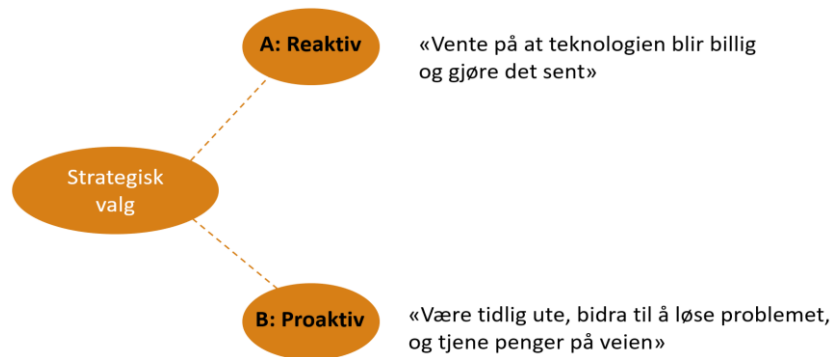 A: Reaktiv
«Vente på at teknologien blir billig
og gjøre det sent»
Strategisk
valg
B: Proaktiv
«Være tidlig ute, bidra til å løse problemet,
og tjene penger på veien»